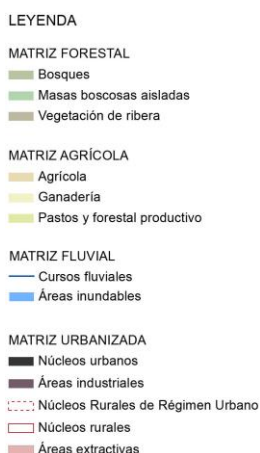 LEYENDA
MATRIZ FORESTAL
Bosques
Masas boscosas aisladas
Vegetación de ribera
MATRIZ AGRÍCOLA
Agrícola
Ganadería
Pastos y forestal productivo
MATRIZ FLUVIAL
Cursos fluviales
Áreas inundables
MATRIZ URBANIZADA
Núcleos urbanos
Áreas industriales
Núcleos Rurales de Régimen Urbano
Núcleos rurales
Áreas extractivas